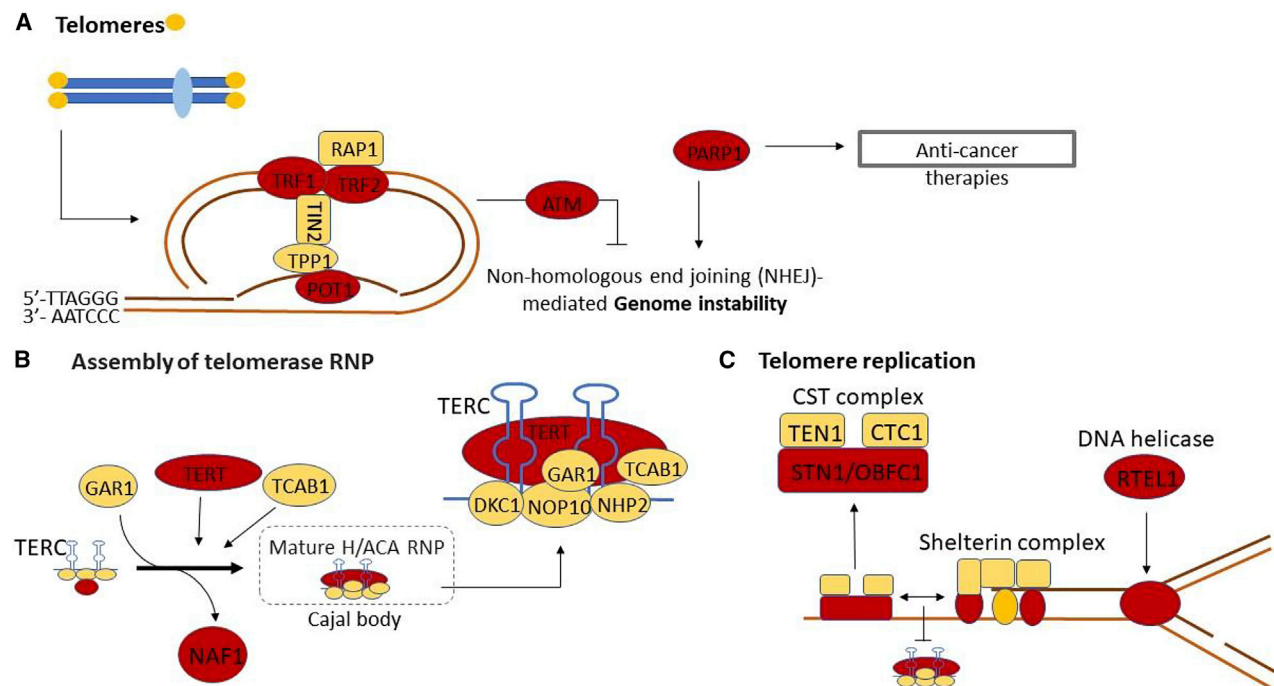 A Telomeres
RAP1
TRF1 TRF2
TIN2
TPP1
POT1
5’-TTAGGG
3’- AATCCC
ATM
PARP1
Anti-cancer
therapies
Non-homologous end joining (NHEJ)-
mediated Genome instability
B Assembly of telomerase RNP
TERC
TERT
GAR1
TCAB1
DKC1 NOP10 NHP2
GAR1
TERT
TCAB1
TERC
Mature H/ACA RNP
Cajal body
NAF1
C Telomere replication
CST complex
TEN1 CTC1
STN1/OBFC1
DNA helicase
RTEL1
Shelterin complex